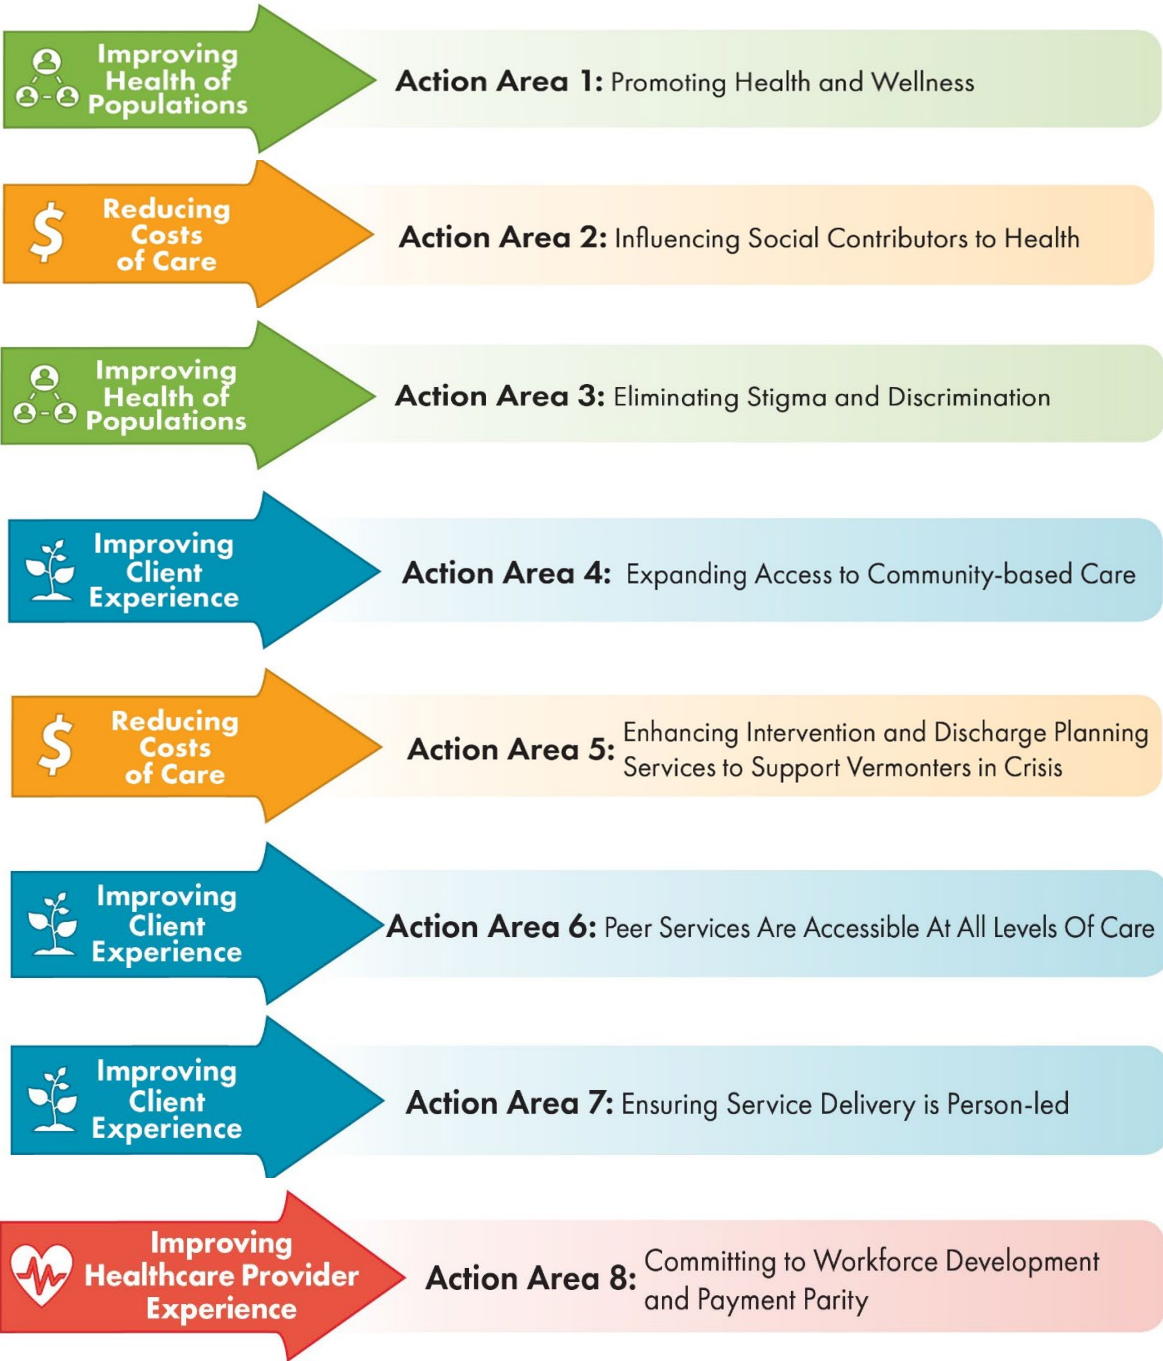 Improving
Health of
Populations
Action Area 1: Promoting Health and Wellness
$ Reducing
Costs
of Care
Action Area 2: Influencing Social Contributors to Health
Improving
Health of
Populations
Action Area 3: Eliminating Stigma and Discrimination
Improving
Client
Experience
Action Area 4: Expanding Access to Community-based Care
$ Reducing
Costs
of Care
Action Area 5: Enhancing Intervention and Discharge Planning
Services to Support Vermonters in Crisis
Improving
Client
Experience
Action Area 6: Peer Services Are Accessible At All Levels Of Care
Improving
Client
Experience
Action Area 7: Ensuring Service Delivery is Person-led
Improving
Healthcare Provider
Experience
Action Area 8: Committing to Workforce Development
and Payment Parity